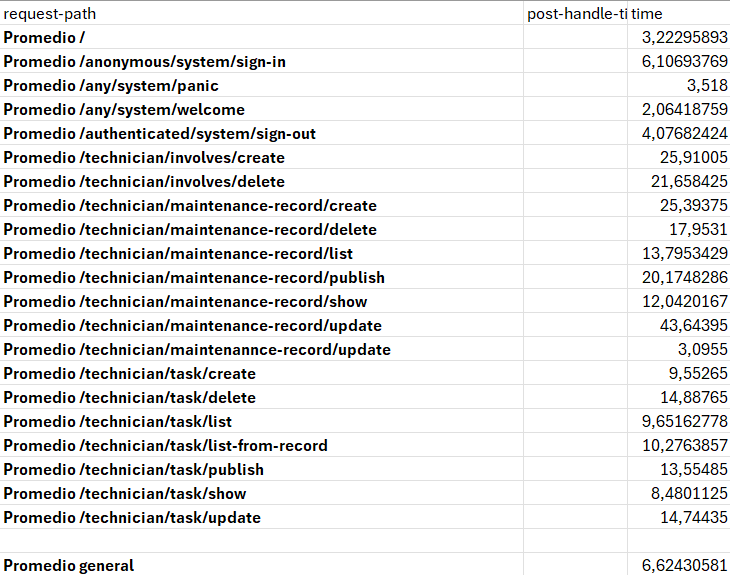 request-path post-handle-ti time
Promedio / 3,22295893
Promedio /anonymous/system/sign-in 6,10693769
Promedio /any/system/panic 3,518
Promedio /any/system/welcome 2,06418759
Promedio /authenticated/system/sign-out 4,07682424
Promedio /technician/involves/create 25,91005
Promedio /technician/involves/delete 21,658425
Promedio /technician/maintenance-record/create 25,39375
Promedio /technician/maintenance-record/delete 17,9531
Promedio /technician/maintenance-record/list 13,7953429
Promedio /technician/maintenance-record/publish 20,1748286
Promedio /technician/maintenance-record/show 12,0420167
Promedio /technician/maintenance-record/update 43,64395
Promedio /technician/maintenannce-record/update 3,0955
Promedio /technician/task/create 9,55265
Promedio /technician/task/delete 14,88765
Promedio /technician/task/list 9,65162778
Promedio /technician/task/list-from-record 10,2763857
Promedio /technician/task/publish 13,55485
Promedio /technician/task/show 8,4801125
Promedio /technician/task/update 14,74435
Promedio general 6,62430581